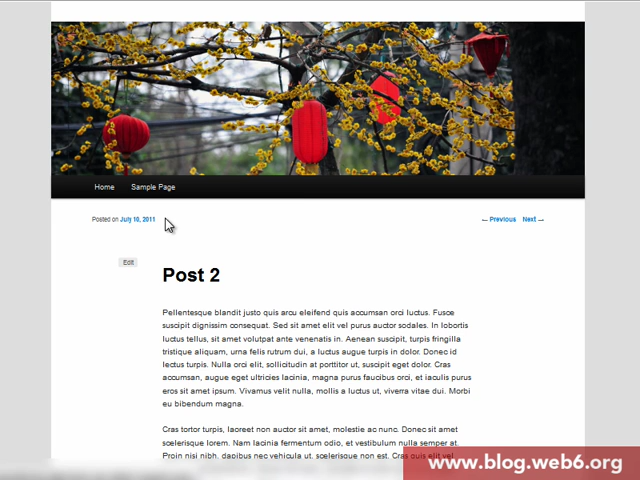 Home Sample Page
Posted on July 10, 2011 ← Previous Next →
Edit
Post 2
Pellentesque blandit justo quis arcu eleifend quis accumsan orci luctus. Fusce
suscipit dignissim consequat. Sed sit amet elit vel purus auctor sodales. In lobortis
luctus tellus, sit amet volutpat ante venenatis in. Aenean suscipit, turpis fringilla
tristique aliquam, urna felis rutrum dui, a luctus augue turpis in dolor. Donec id
lectus turpis. Nulla orci elit, sollicitudin at porttitor ut, suscipit eget dolor. Cras
accumsan, augue eget ultricies lacinia, magna purus faucibus orci, et iaculis purus
eros sit amet ipsum. Vivamus velit nulla, mollis a luctus ut, viverra vitae dui. Morbi
eu bibendum magna.
Cras tortor turpis, laoreet non auctor sit amet, molestie ac nunc. Donec sit amet
scelerisque lorem. Nam lacinia fermentum odio, et vestibulum nulla semper at.
Proin nisi nibh, dapibus nec vehicula ut, scelerisque non est. Cras quis elit vel
www.blog.web6.org